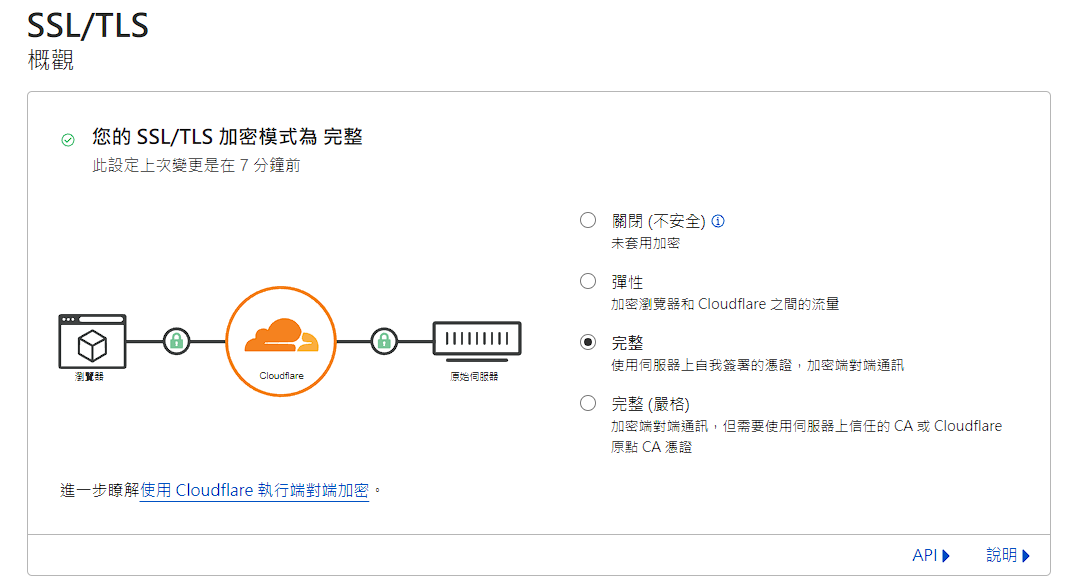 SSL/TLS
概觀
您的 SSL/TLS 加密模式為 完整
此設定上次變更是在 7 分鐘前
關閉 (不安全)
未套用加密
彈性
加密瀏覽器和 Cloudflare 之間的流量
完整
使用伺服器上自我簽署的憑證，加密端對端通訊
完整 (嚴格)
加密端對端通訊，但需要使用伺服器上信任的 CA 或 Cloudflare
原點 CA 憑證
瀏覽器
Cloudflare
原始伺服器
進一步瞭解使用 Cloudflare 執行端對端加密。
API
說明